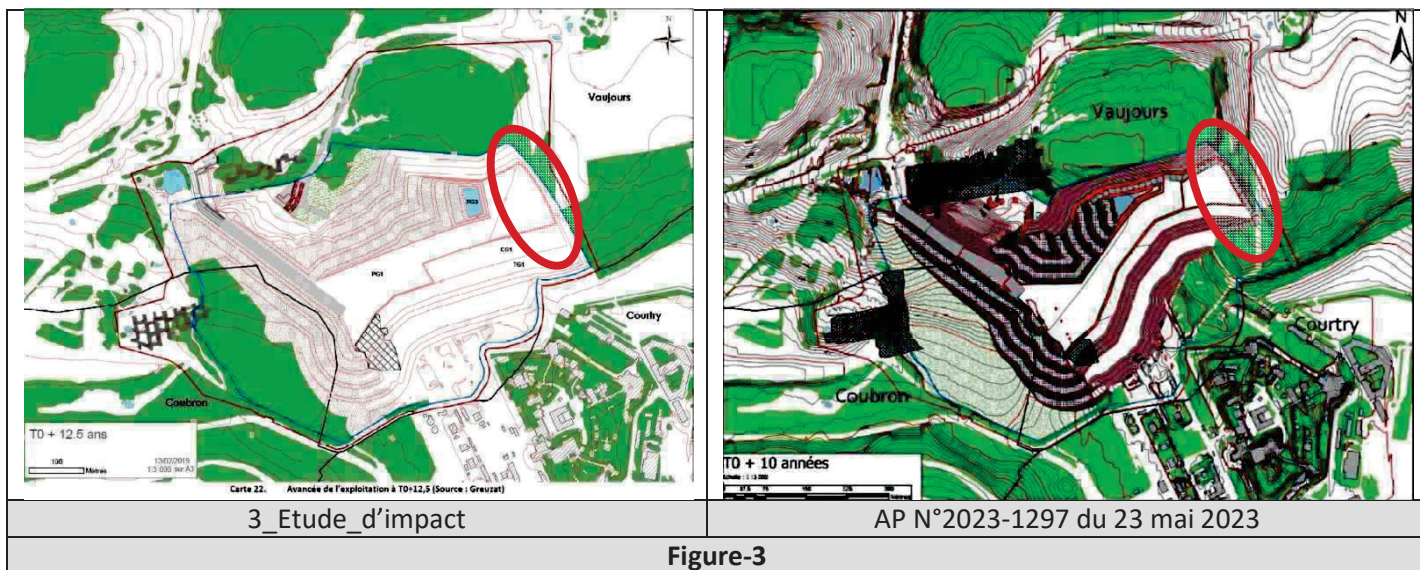 N
Vaujours
PG3
CG1
TG1
PG1
Courtry
Coubron
T0 + 12.5 ans
13/02/2019
100
Mètres
1:3 000 sur A3
Carte 22. Avancée de l'exploitation à T0+12,5 (Source : Greuzat)
N
Vaujours
Courtry
Coubron
T0 + 10 années
3_Etude_d'impact
AP N°2023-1297 du 23 mai 2023
Figure-3